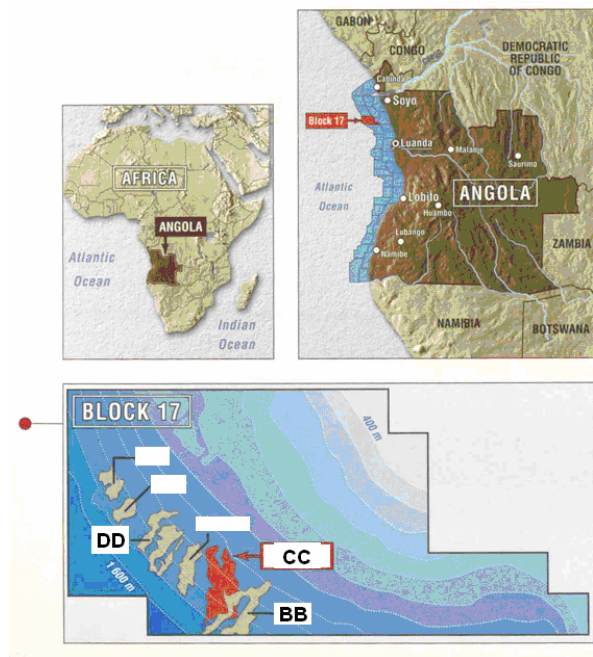 GABON
CONGO
Congo
DEMOCRATIC
REPUBLIC
OF CONGO
Cabinda
Soyo
Block 17
Luanda
Malanje
Saurimo
Atlantic
Ocean
Lobito
ANGOLA
Huambo
Lubango
Namibe
ZAMBIA
NAMIBIA
BOTSWANA
AFRICA
ANGOLA
Atlantic
Ocean
Indian
Ocean
BLOCK 17
400 m
DD
CC
1 600 m
BB